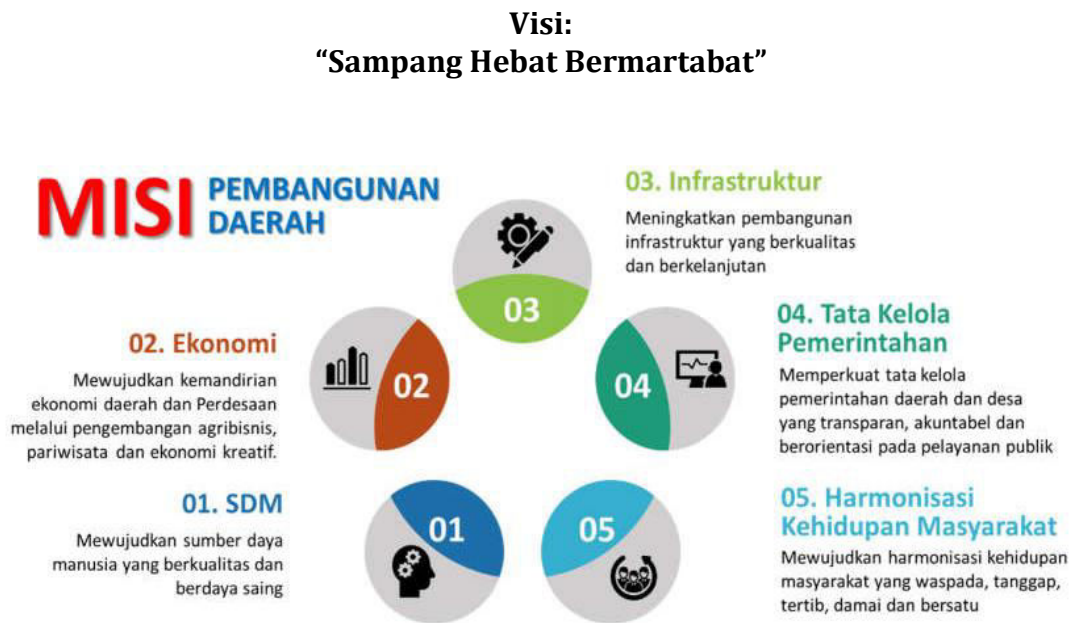 Visi:
“Sampang Hebat Bermartabat”
MISI PEMBANGUNAN
DAERAH
01. SDM
Mewujudkan sumber daya
manusia yang berkualitas dan
berdaya saing
01
02. Ekonomi
Mewujudkan kemandirian
ekonomi daerah dan Perdesaan
melalui pengembangan agribisnis,
pariwisata dan ekonomi kreatif.
02
03. Infrastruktur
Meningkatkan pembangunan
infrastruktur yang berkualitas
dan berkelanjutan
03
04. Tata Kelola
Pemerintahan
Memperkuat tata kelola
pemerintahan daerah dan desa
yang transparan, akuntabel dan
berorientasi pada pelayanan publik
04
05. Harmonisasi
Kehidupan Masyarakat
Mewujudkan harmonisasi kehidupan
masyarakat yang waspada, tanggap,
tertib, damai dan bersatu
05